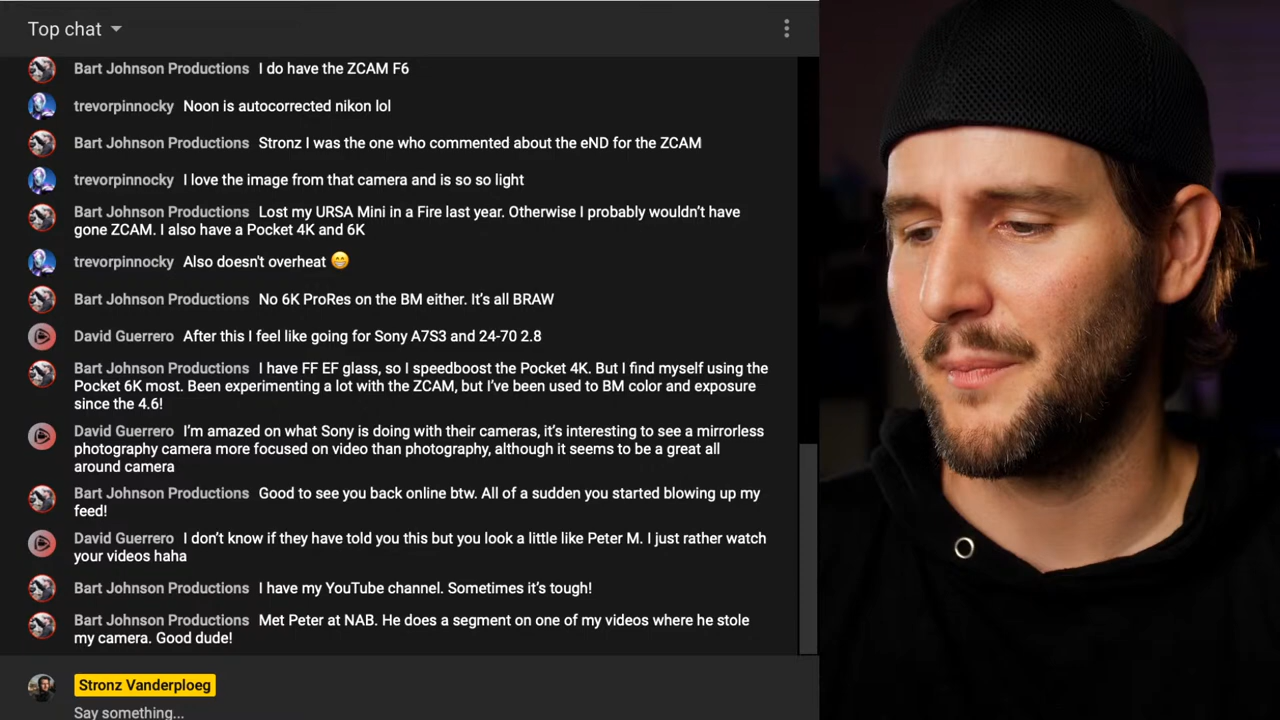 Top chat
Bart Johnson Productions I do have the ZCAM F6
trevorpinnocky Noon is autocorrected nikon lol
Bart Johnson Productions Stronz I was the one who commented about the eND for the ZCAM
trevorpinnocky I love the image from that camera and is so so light
Bart Johnson Productions Lost my URSA Mini in a Fire last year. Otherwise I probably wouldn't have
gone ZCAM. I also have a Pocket 4K and 6K
trevorpinnocky Also doesn't overheat 😁
Bart Johnson Productions No 6K ProRes on the BM either. It's all BRAW
David Guerrero After this I feel like going for Sony A7S3 and 24-70 2.8
Bart Johnson Productions I have FF EF glass, so I speedboost the Pocket 4K. But I find myself using the
Pocket 6K most. Been experimenting a lot with the ZCAM, but I've been used to BM color and exposure
since the 4.6!
David Guerrero I'm amazed on what Sony is doing with their cameras, it's interesting to see a mirrorless
photography camera more focused on video than photography, although it seems to be a great all
around camera
Bart Johnson Productions Good to see you back online btw. All of a sudden you started blowing up my
feed!
David Guerrero I don't know if they have told you this but you look a little like Peter M. I just rather watch
your videos haha
Bart Johnson Productions I have my YouTube channel. Sometimes it's tough!
Bart Johnson Productions Met Peter at NAB. He does a segment on one of my videos where he stole
my camera. Good dude!
Stronz Vanderploeg
Say something...